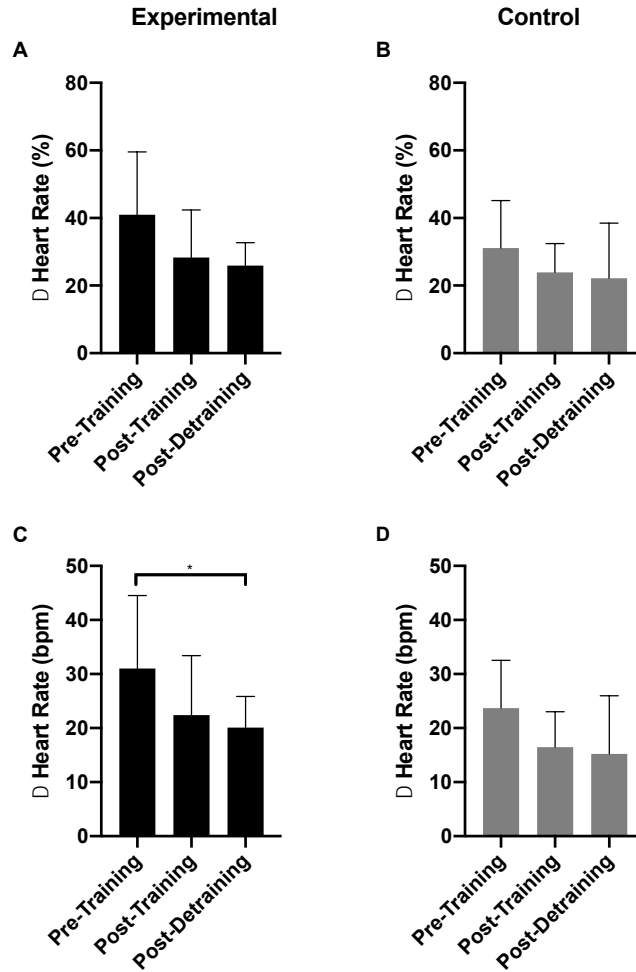 Experimental
Control
A
80
60
40
20
0
D Heart Rate (%)
Pre-Training
Post-Training
Post-Detraining
B
80
60
40
20
0
D Heart Rate (%)
Pre-Training
Post-Training
Post-Detraining
C
50
40
30
20
10
0
D Heart Rate (bpm)
*
Pre-Training
Post-Training
Post-Detraining
D
50
40
30
20
10
0
D Heart Rate (bpm)
Pre-Training
Post-Training
Post-Detraining